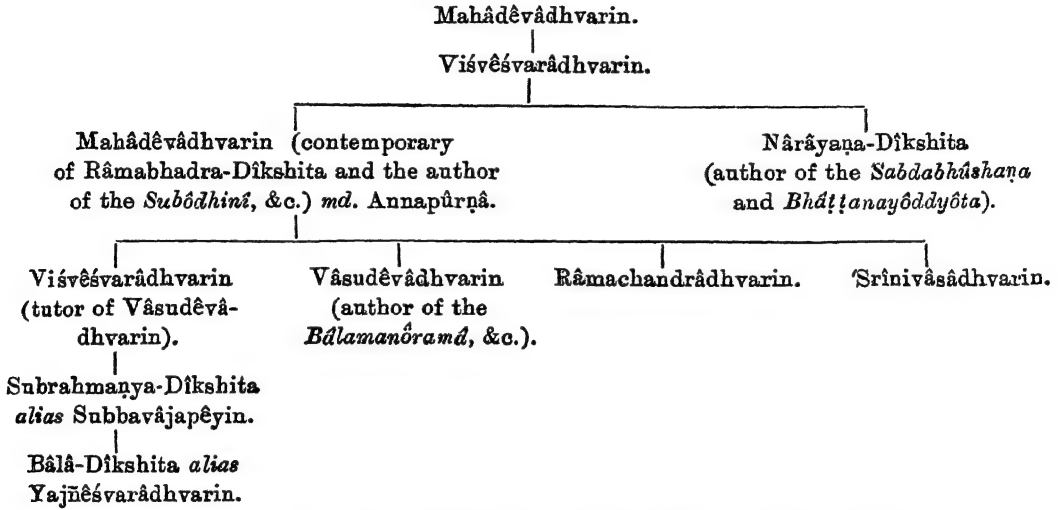 Mahâdêvâdhvarin.
Viśvêśvarâdhvarin.
Mahâdêvâdhvarin (contemporary
of Râmabhadra-Dîkshita and the author
of the Subôdhinî, &c.) md. Annapûrṇâ.
Nârâyaṇa-Dîkshita
(author of the Sabdabhûshaṇa
and Bhâṭṭanayôddyôta).
Viśvêśvarâdhvarin
(tutor of Vâsudêvâ-
dhvarin).
Vâsudêvâdhvarin
(author of the
Bâlamanôramâ, &c.).
Râmachandrâdhvarin.
'Srînivâsâdhvarin.
Subrahmaṇya-Dîkshita
alias Subbavâjapêyin.
Bâlâ-Dîkshita alias
Yajñêśvarâdhvarin.